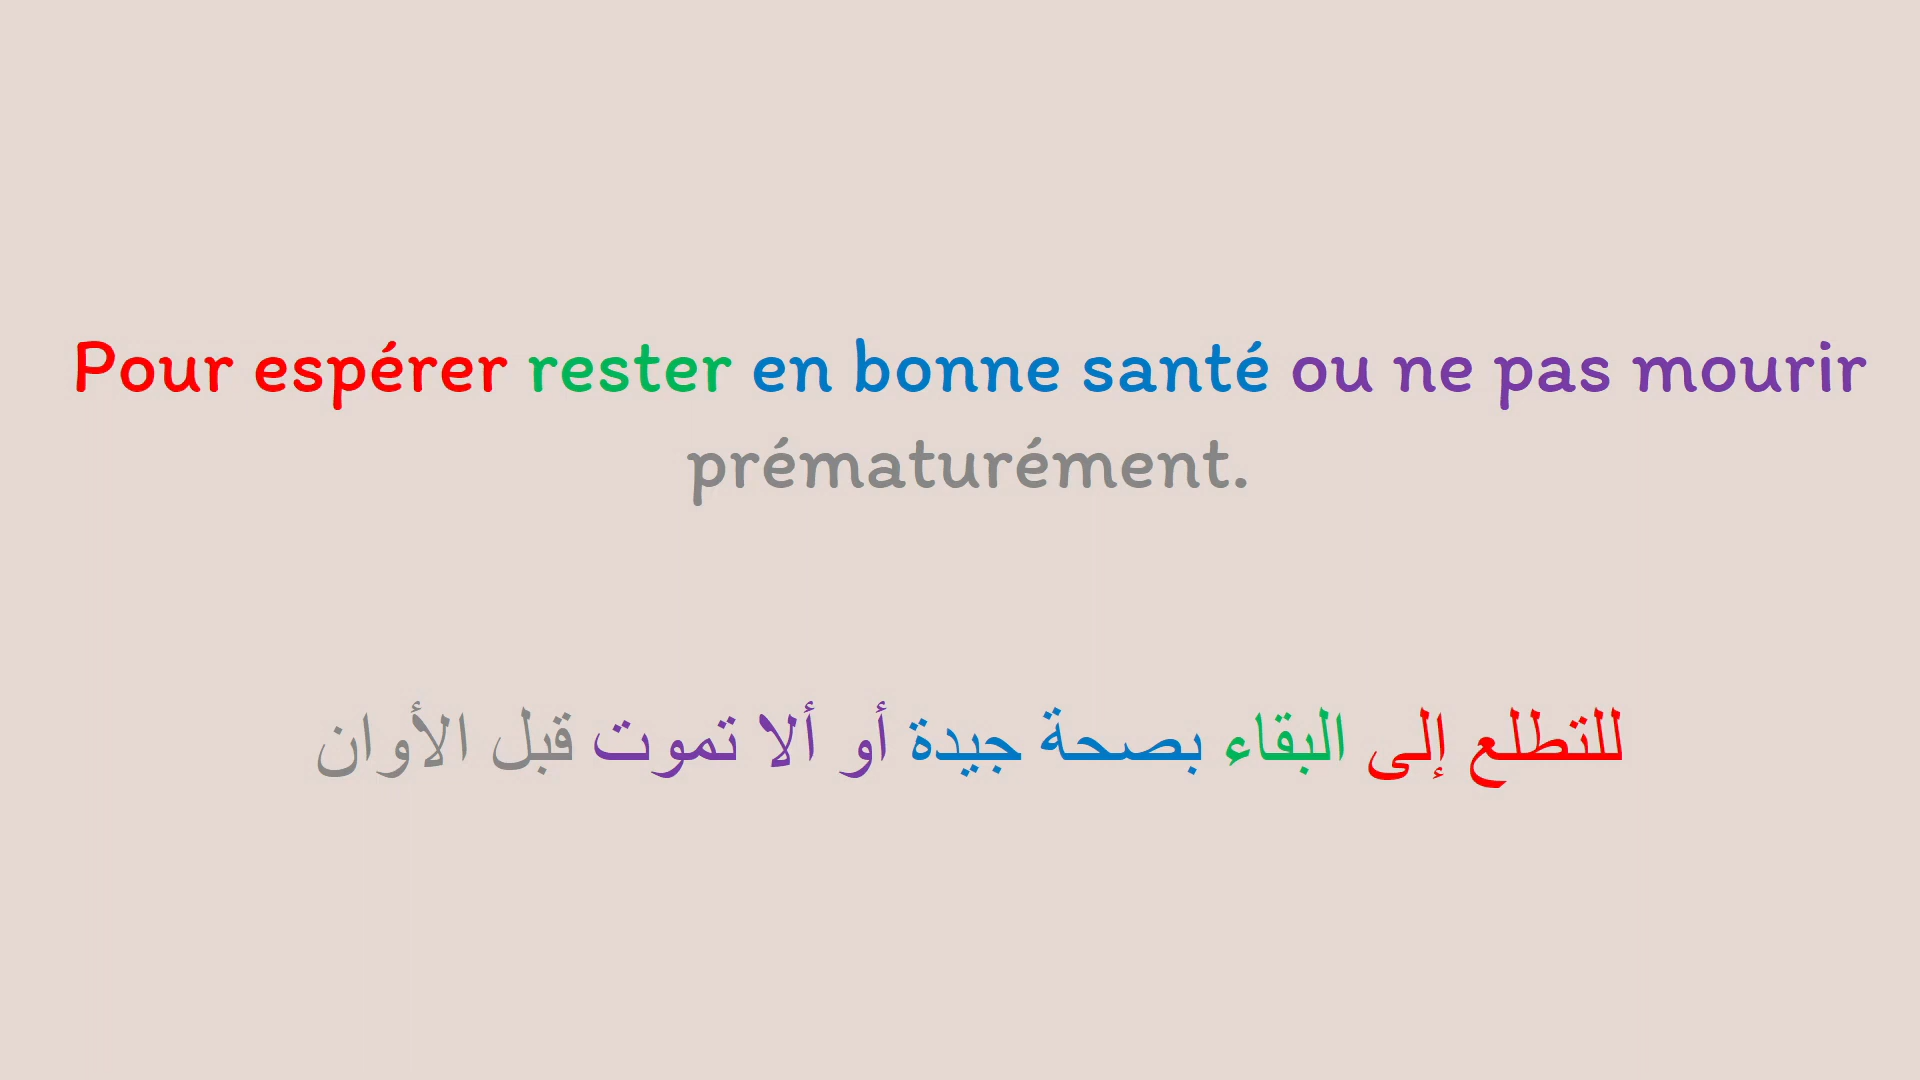 Pour espérer rester en bonne santé ou ne pas mourir
prématurément.
للتطلع إلى البقاء بصحة جيدة أو ألا تموت قبل الأوان